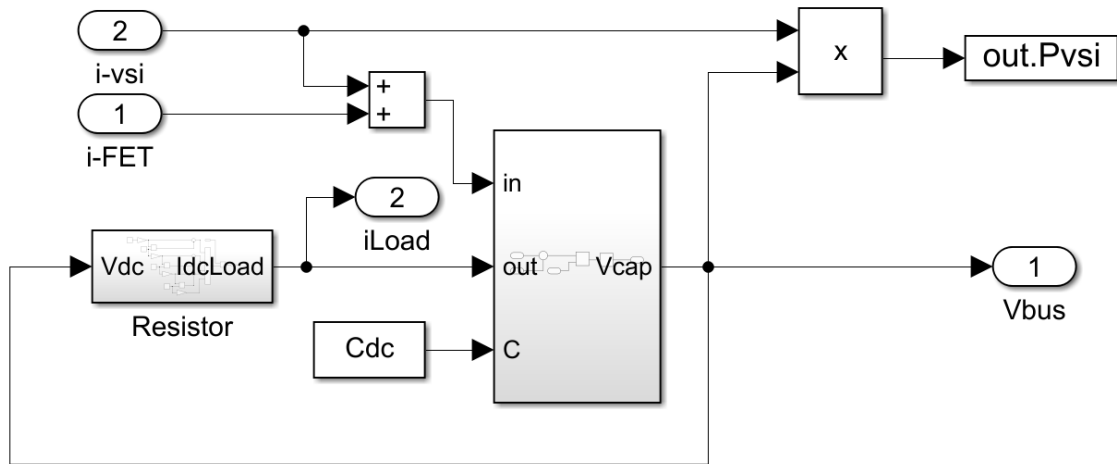 2
i-vsi
1
i-FET
+
+
x
out.Pvsi
in
2
iLoad
Vdc
IdcLoad
Resistor
out
Vcap
1
Vbus
Cdc
C